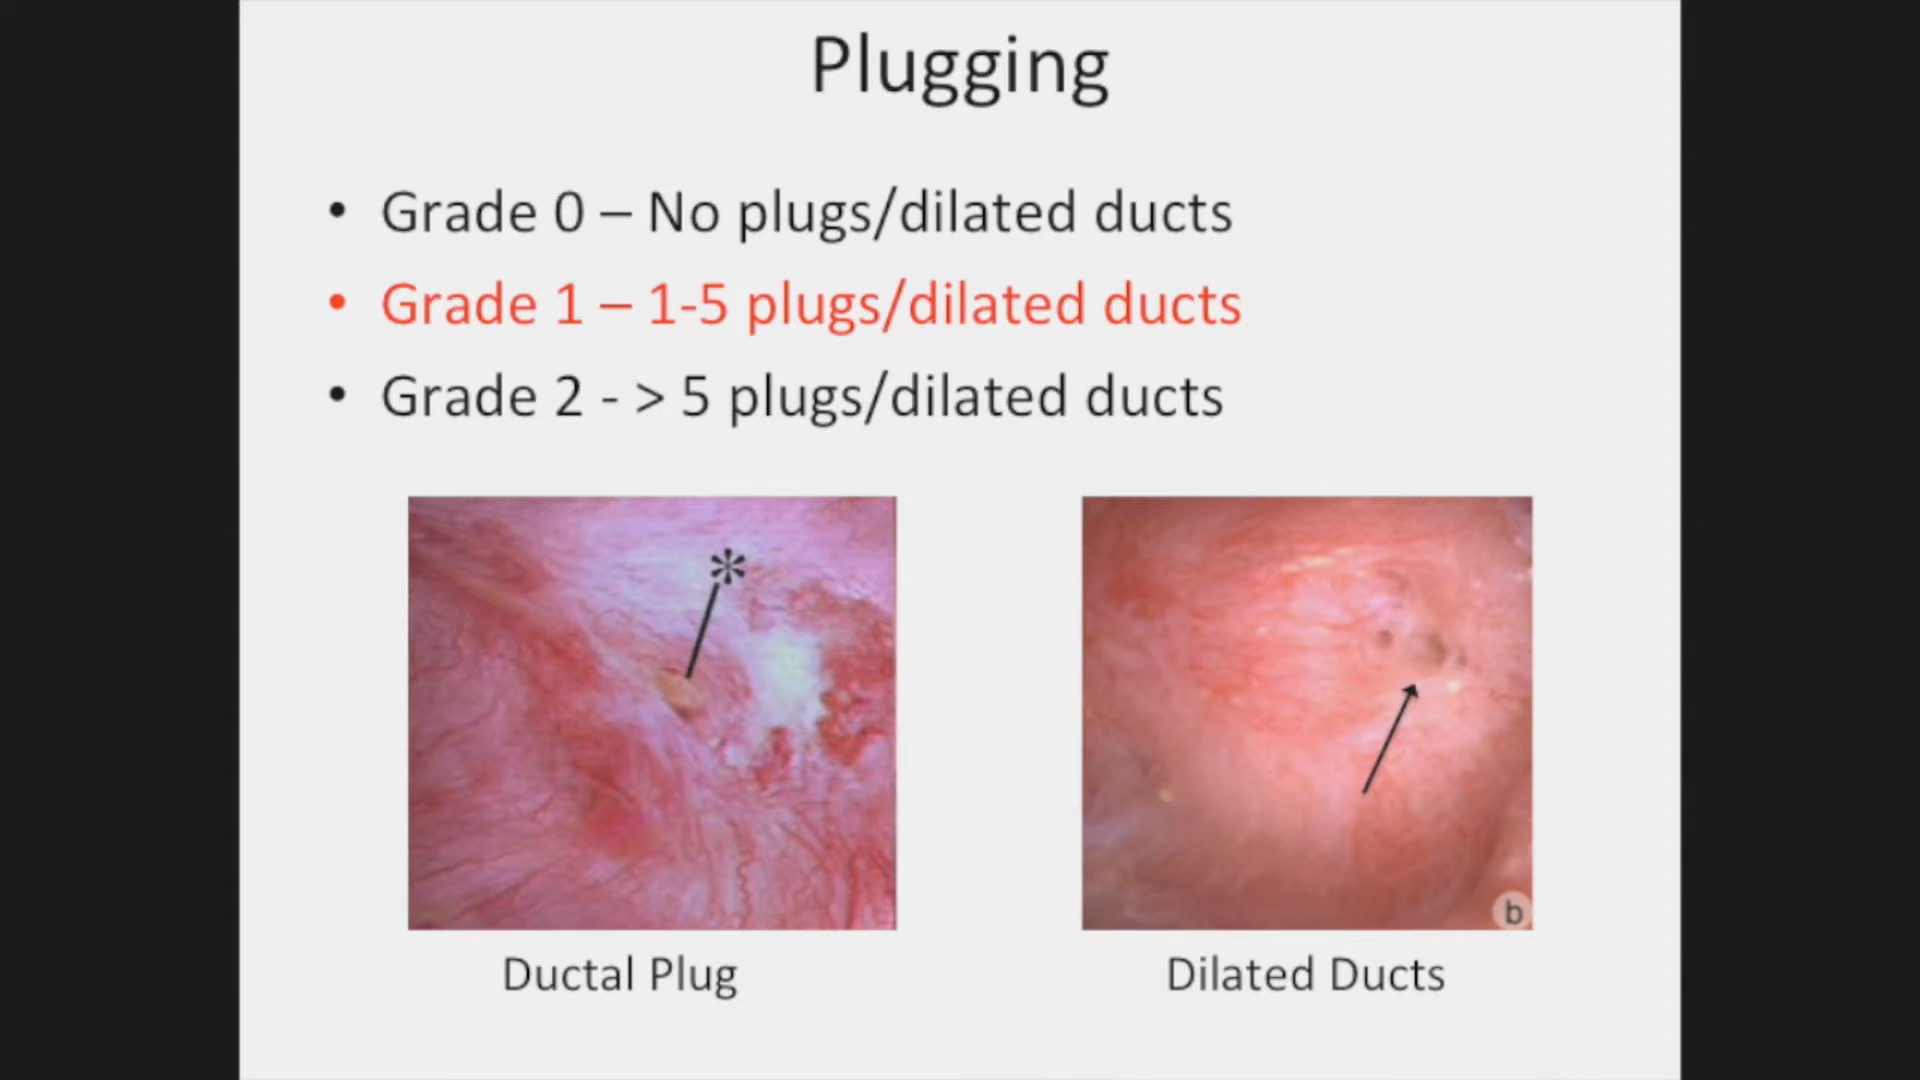 Plugging
• Grade 0 – No plugs/dilated ducts
• Grade 1 – 1-5 plugs/dilated ducts
• Grade 2 - > 5 plugs/dilated ducts
*
b
Ductal Plug
Dilated Ducts